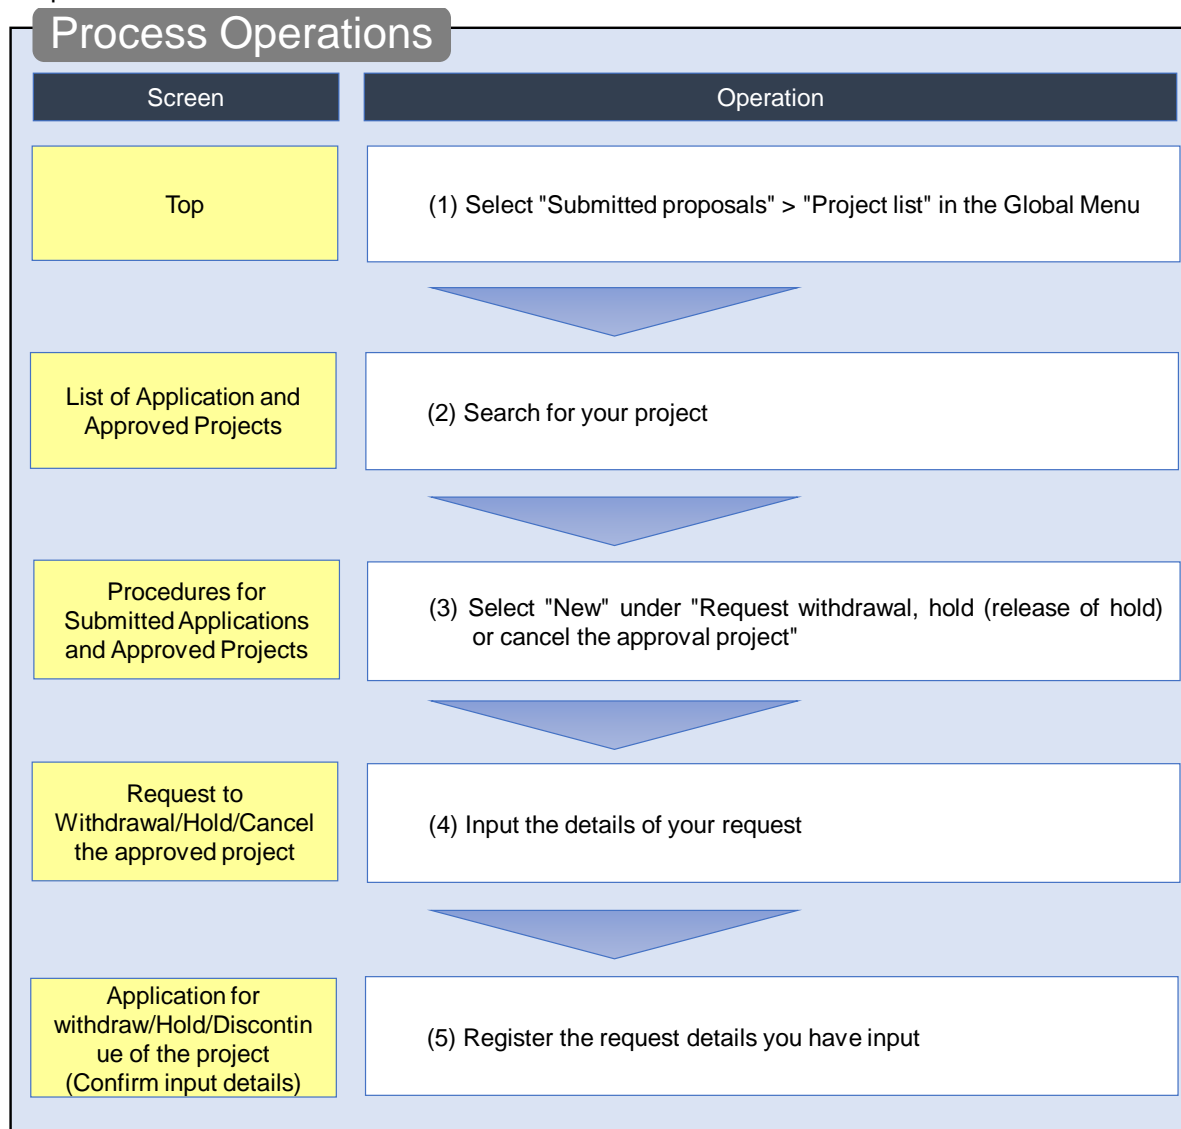 Process Operations
Screen
Operation
Top
(1) Select "Submitted proposals" > "Project list" in the Global Menu
List of Application and
Approved Projects
(2) Search for your project
Procedures for
Submitted Applications
and Approved Projects
(3) Select "New" under "Request withdrawal, hold (release of hold)
or cancel the approval project"
Request to
Withdrawal/Hold/Cancel
the approved project
(4) Input the details of your request
Application for
withdraw/Hold/Discontin
ue of the project
(Confirm input details)
(5) Register the request details you have input